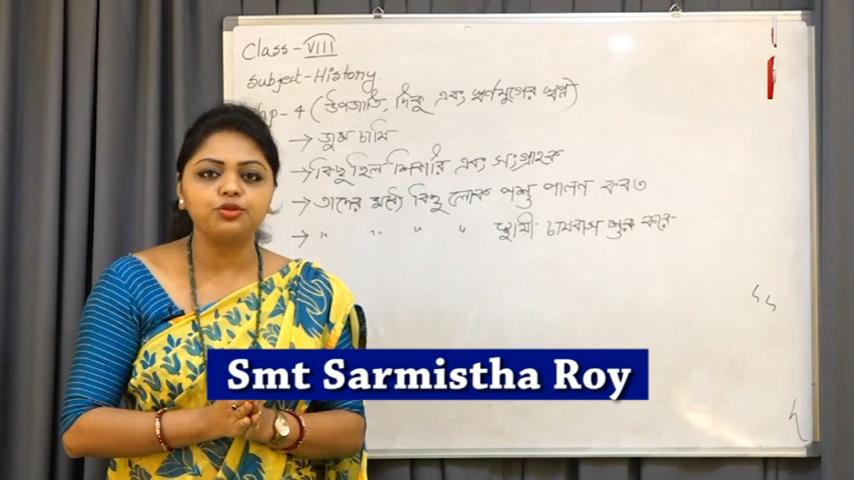 Class-VIII
Subject-History
Chp-4 (উপজাতি, দিকু এবং স্বর্ণযুগের স্বপ্ন)
→ জুম চাষি
→ কিছু ছিল শিকারি এবং সংগ্রাহক
→ তাদের মধ্যে কিছু লোক পশু পালন করত
→ " " " " স্থায়ী চাষবাস শুরু করে
Smt Sarmistha Roy